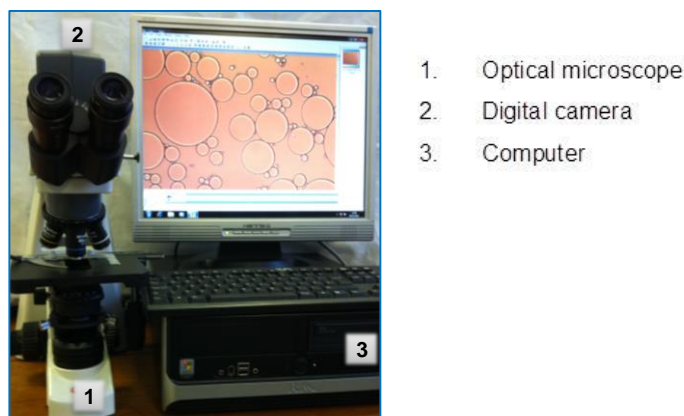 2
3
1
1. Optical microscope
2. Digital camera
3. Computer